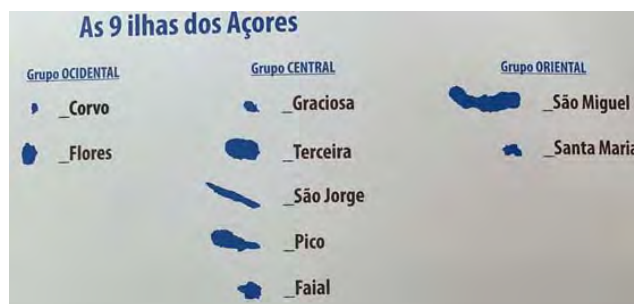 As 9 ilhas dos Açores
Grupo OCIDENTAL
_Corvo
_Flores
Grupo CENTRAL
_Graciosa
_Terceira
_São Jorge
_Pico
_Faial
Grupo ORIENTAL
_São Miguel
_Santa Maria